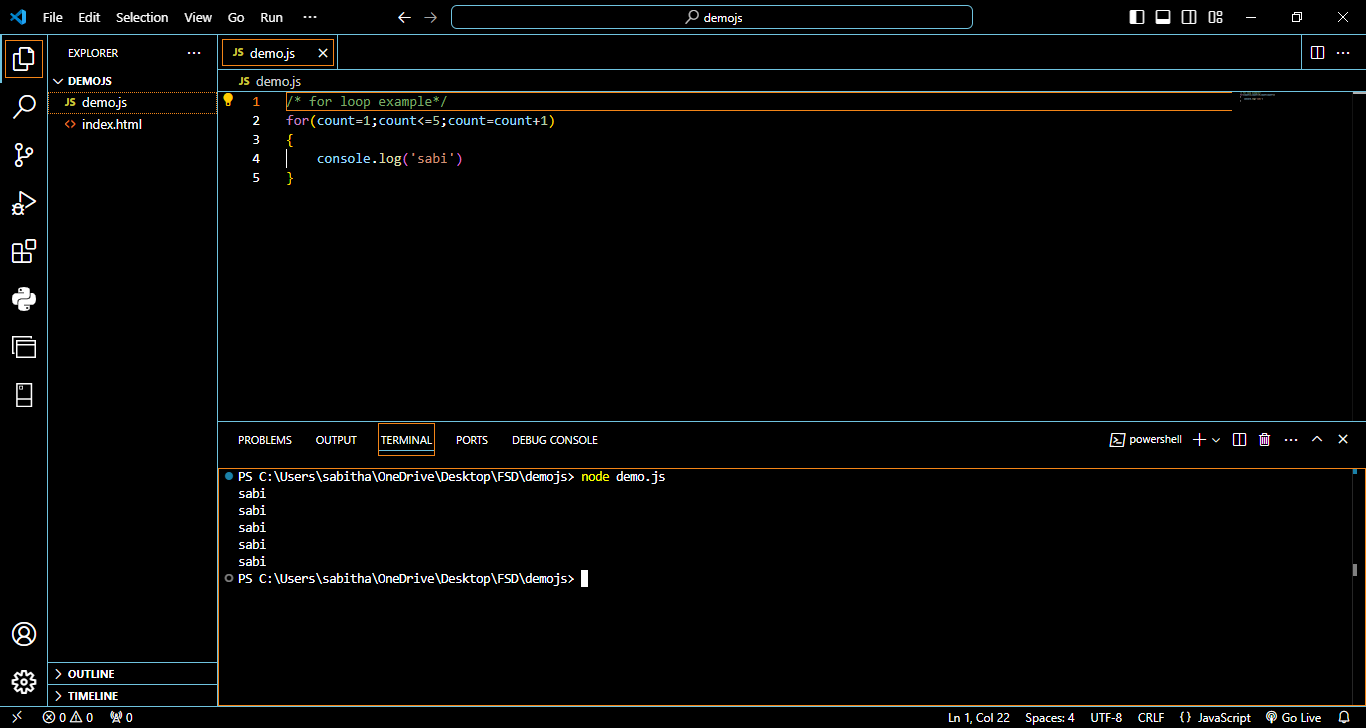 File Edit Selection View Go Run ···
demojs
EXPLORER ···
DEMOJS
JS demo.js
<> index.html
OUTLINE
TIMELINE
JS demo.js
JS demo.js
1 /* for loop example*/
2 for(count=1;count<=5;count=count+1)
3 {
4 console.log('sabi')
5 }
PROBLEMS OUTPUT TERMINAL PORTS DEBUG CONSOLE
powershell
PS C:\Users\sabitha\OneDrive\Desktop\FSD\demojs> node demo.js
sabi
sabi
sabi
sabi
sabi
PS C:\Users\sabitha\OneDrive\Desktop\FSD\demojs>
0 0 0 Ln 1, Col 22 Spaces: 4 UTF-8 CRLF {} JavaScript Go Live